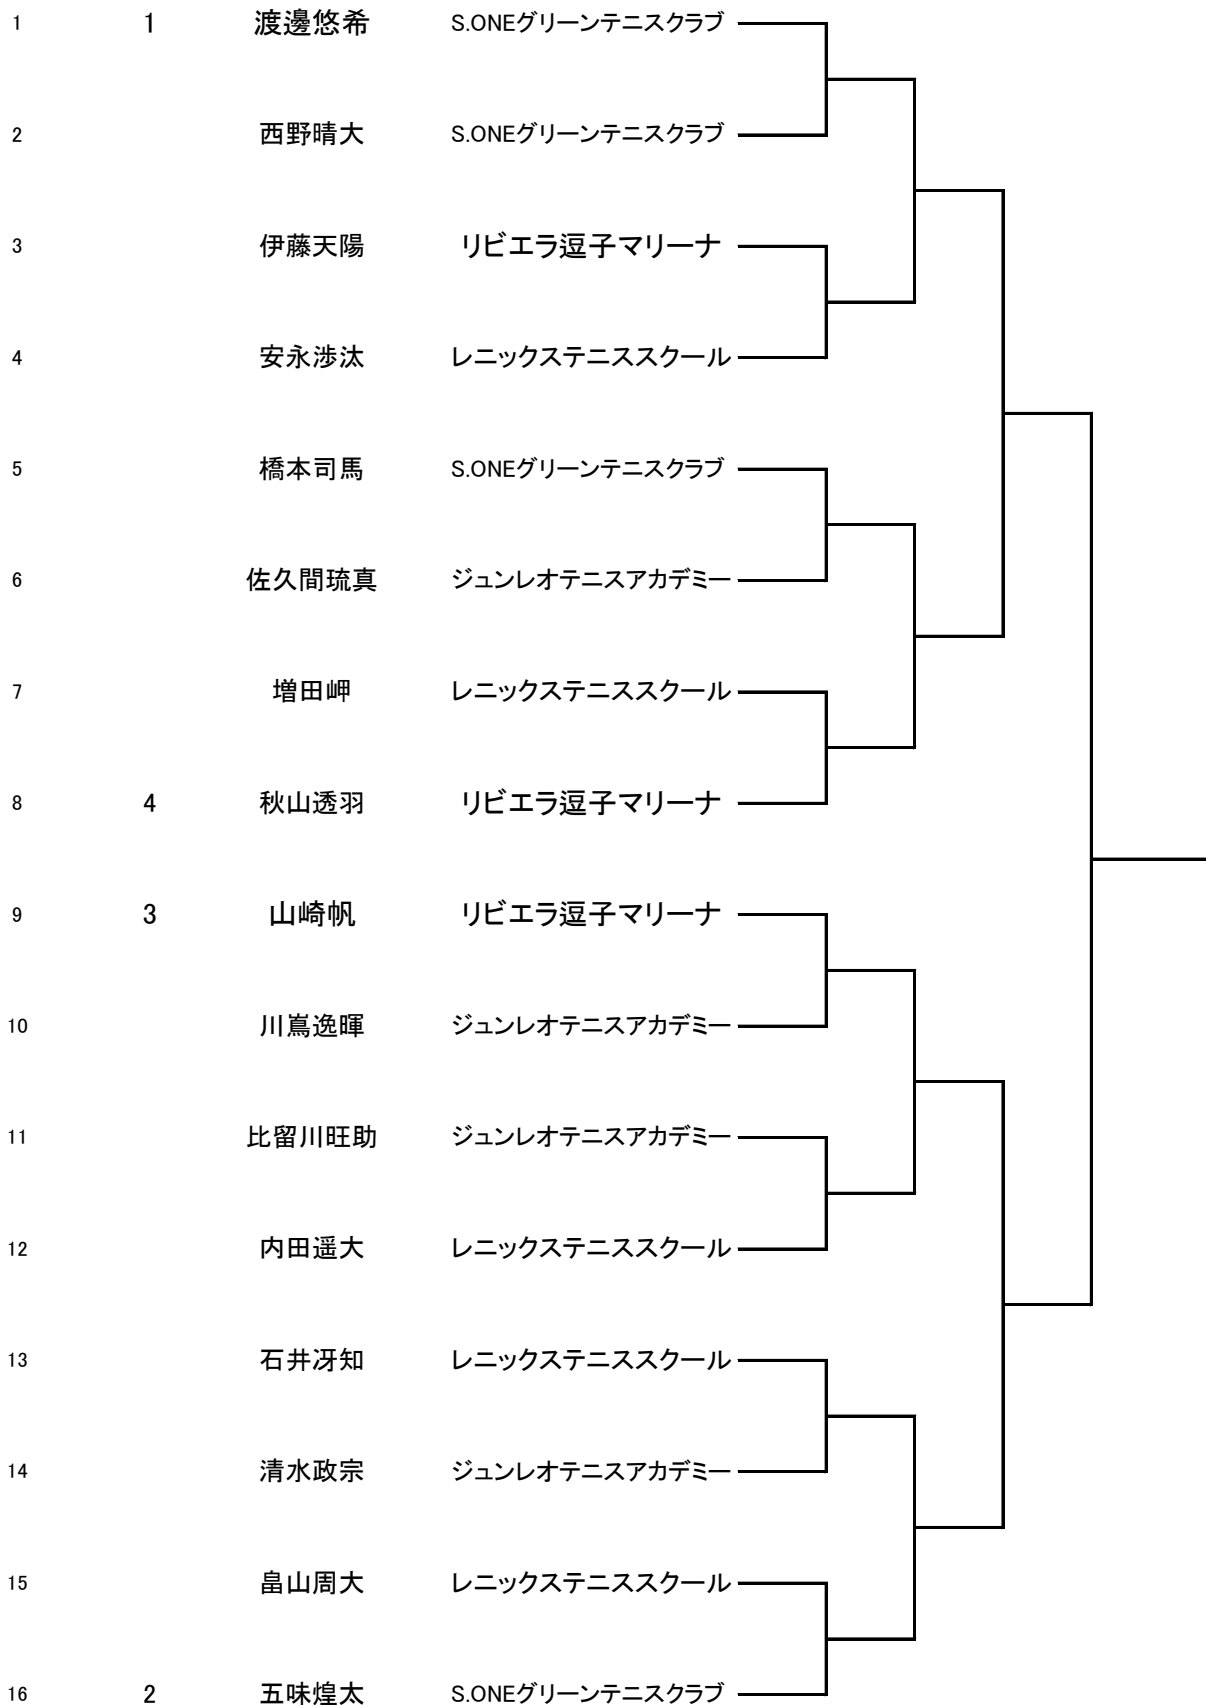 1 1 渡邊悠希 S.ONEグリーンテニスクラブ
2 西野晴大 S.ONEグリーンテニスクラブ
3 伊藤天陽 リビエラ逗子マリーナ
4 安永渉汰 レニックステニススクール
5 橋本司馬 S.ONEグリーンテニスクラブ
6 佐久間琉真 ジュンレオテニスアカデミー
7 増田岬 レニックステニススクール
8 4 秋山透羽 リビエラ逗子マリーナ
9 3 山崎帆 リビエラ逗子マリーナ
10 川嶌逸暉 ジュンレオテニスアカデミー
11 比留川旺助 ジュンレオテニスアカデミー
12 内田遥大 レニックステニススクール
13 石井冴知 レニックステニススクール
14 清水政宗 ジュンレオテニスアカデミー
15 畠山周大 レニックステニススクール
16 2 五味煌太 S.ONEグリーンテニスクラブ